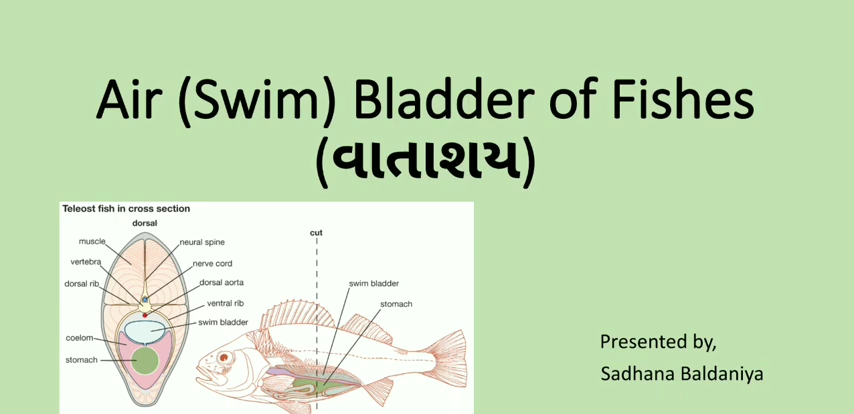 Air (Swim) Bladder of Fishes
(વાતાશય)
Teleost fish in cross section
dorsal
muscle
neural spine
vertebra
nerve cord
dorsal rib
dorsal aorta
ventral rib
swim bladder
coelom
stomach
cut
swim bladder
stomach
Presented by,
Sadhana Baldaniya